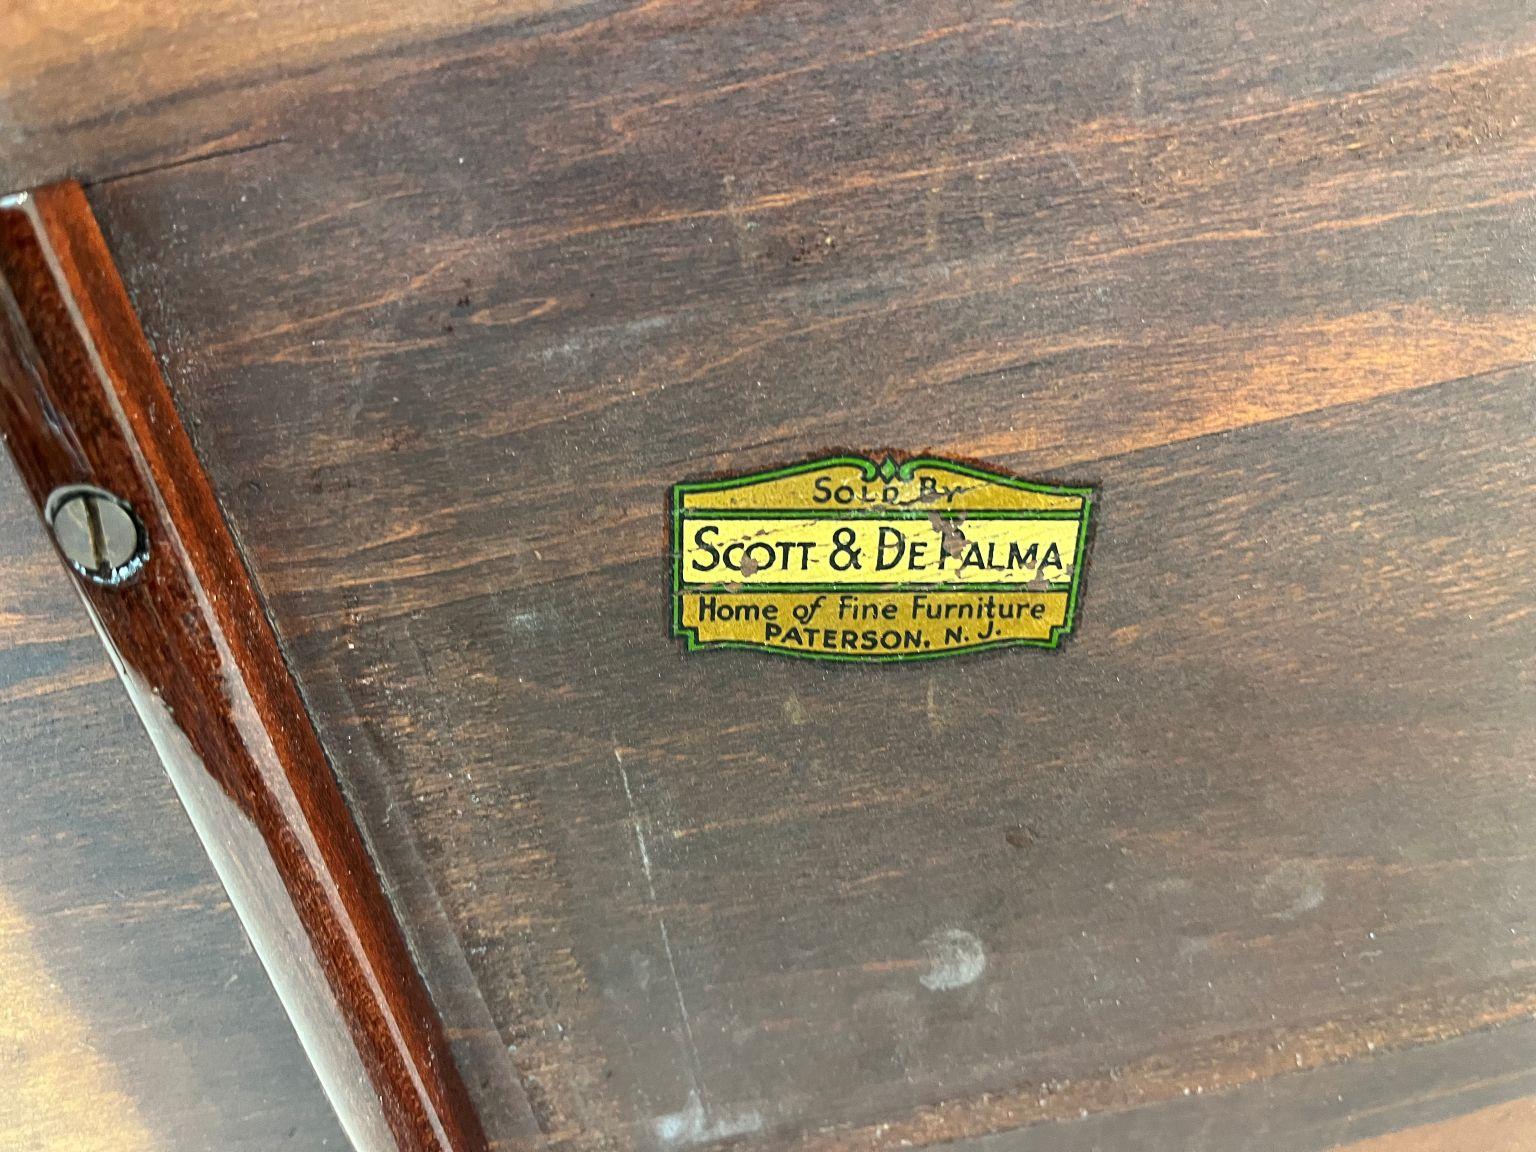 SOLD BY
SCOTT & DE PALMA
Home of Fine Furniture
PATERSON, N. J.